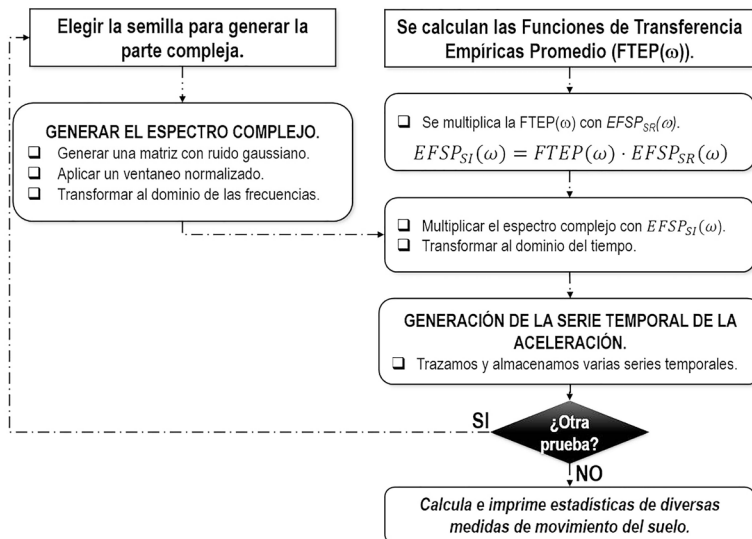 Elegir la semilla para generar la
parte compleja.
GENERAR EL ESPECTRO COMPLEJO.
❑ Generar una matriz con ruido gaussiano.
❑ Aplicar un ventaneo normalizado.
❑ Transformar al dominio de las frecuencias.
Se calculan las Funciones de Transferencia
Empíricas Promedio (FTEP(ω)).
❑ Se multiplica la FTEP(ω) con EFSP_SR(ω).
EFSP_SI(ω) = FTEP(ω) · EFSP_SR(ω)
❑ Multiplicar el espectro complejo con EFSP_SI(ω).
❑ Transformar al dominio del tiempo.
GENERACIÓN DE LA SERIE TEMPORAL DE LA
ACELERACIÓN.
❑ Trazamos y almacenamos varias series temporales.
SI
¿Otra
prueba?
NO
Calcula e imprime estadísticas de diversas
medidas de movimiento del suelo.